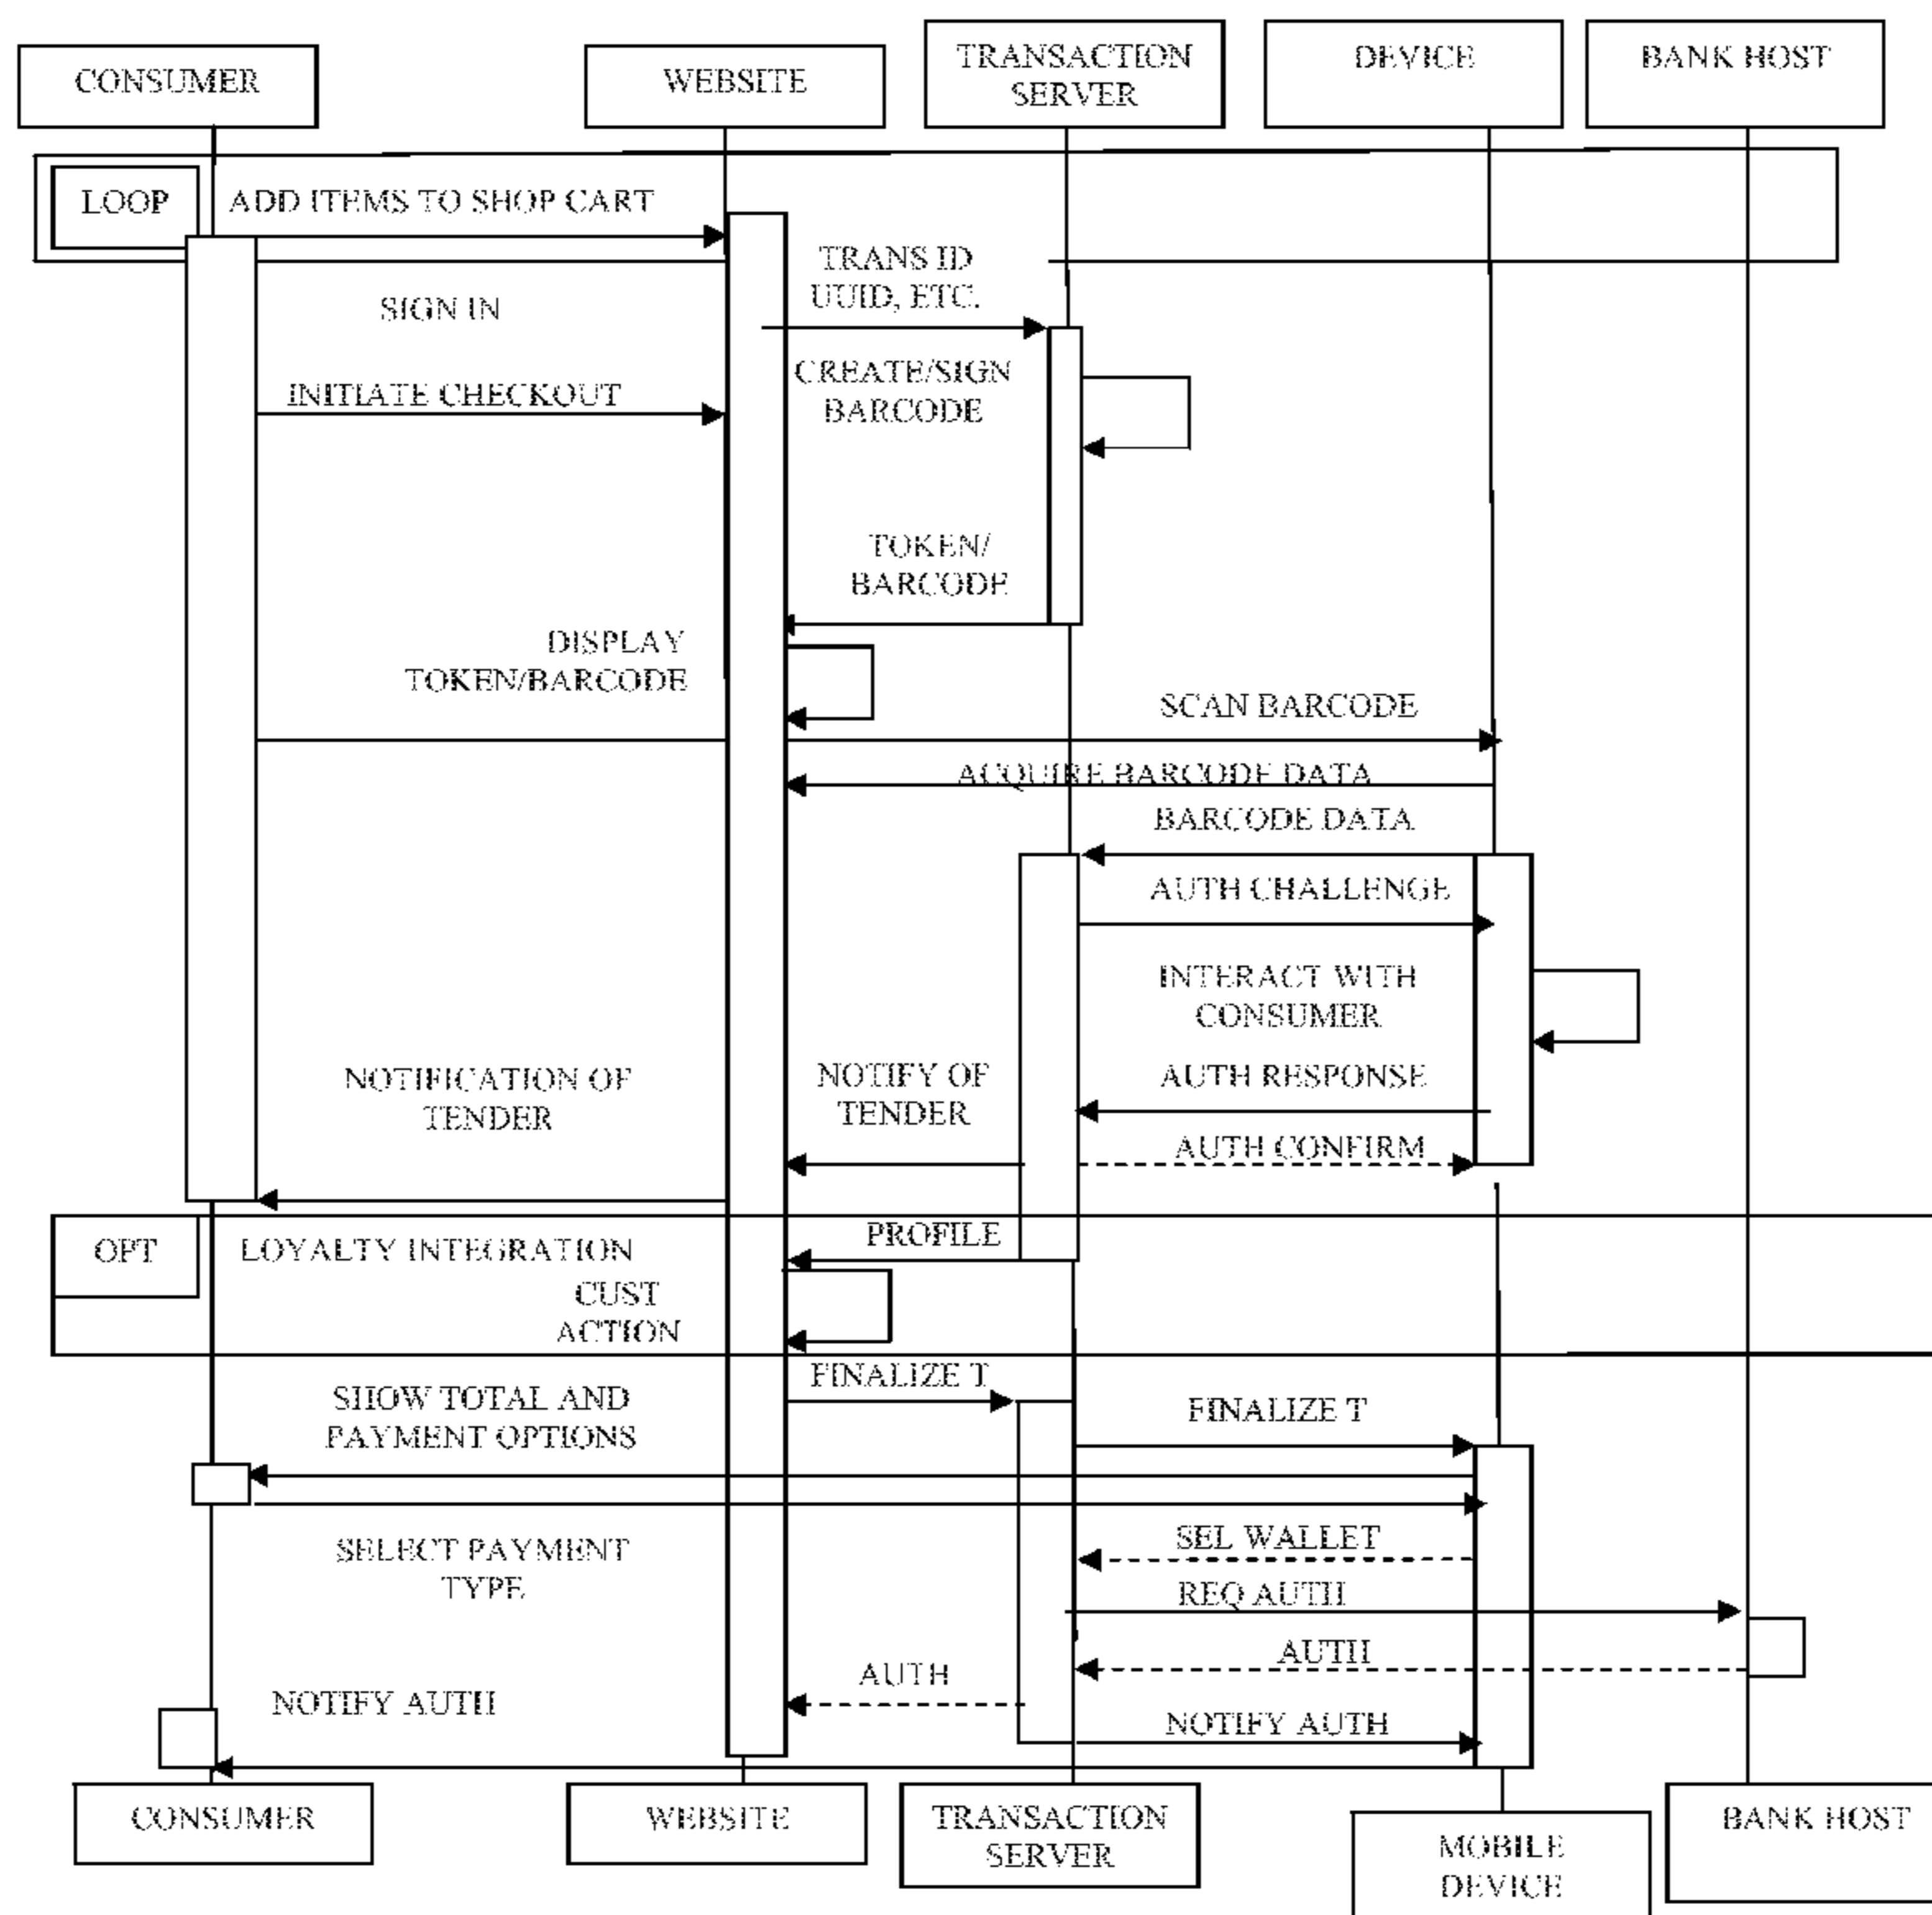 CONSUMER
WEBSITE
TRANSACTION
SERVER
DEVICE
BANK HOST
LOOP
ADD ITEMS TO SHOP CART
TRANS ID
UUID, ETC.
SIGN IN
CREATE/SIGN
BARCODE
INITIATE CHECKOUT
TOKEN/
BARCODE
DISPLAY
TOKEN/BARCODE
SCAN BARCODE
ACQUIRE BARCODE DATA
BARCODE DATA
AUTH CHALLENGE
INTERACT WITH
CONSUMER
NOTIFICATION OF
TENDER
NOTIFY OF
TENDER
AUTH RESPONSE
AUTH CONFIRM
OPT
LOYALTY INTEGRATION
PROFILE
CUST
ACTION
FINALIZE T
SHOW TOTAL AND
PAYMENT OPTIONS
FINALIZE T
SEL WALLET
SELECT PAYMENT
TYPE
REQ AUTH
AUTH
AUTH
NOTIFY AUTH
NOTIFY AUTH
CONSUMER
WEBSITE
TRANSACTION
SERVER
MOBILE
DEVICE
BANK HOST